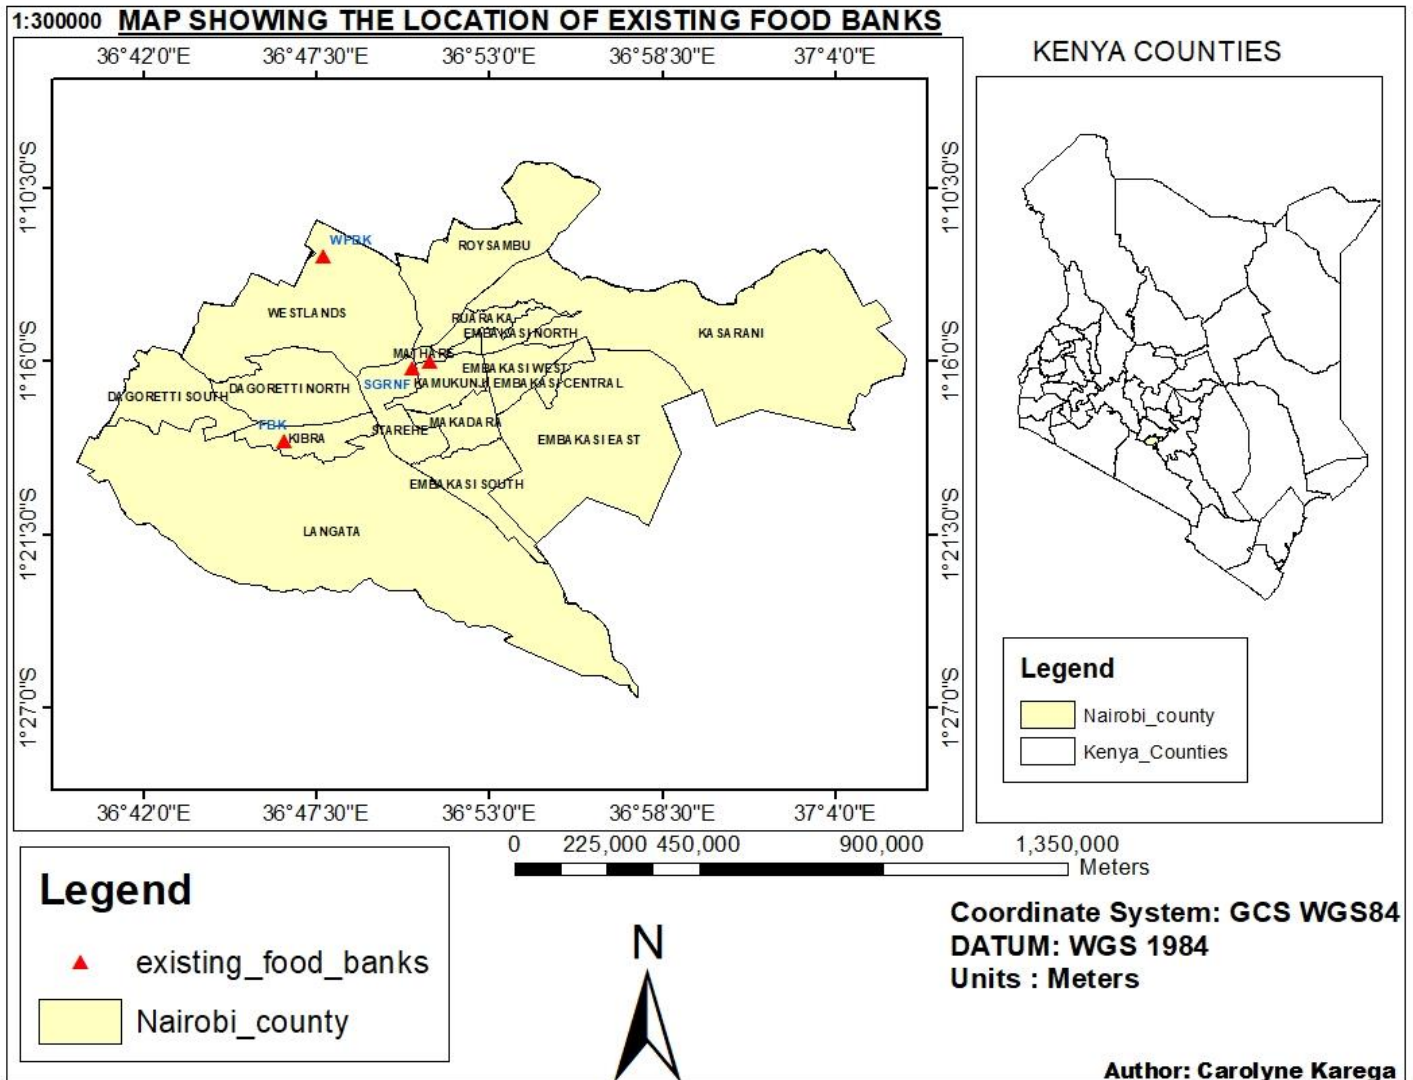 1:300000 MAP SHOWING THE LOCATION OF EXISTING FOOD BANKS
36°42'0"E 36°47'30"E 36°53'0"E 36°58'30"E 37°4'0"E
KENYA COUNTIES
1°10'30"S 1°10'30"S
WFBK
ROYSAMBU
WESTLANDS
RUARAKA
EMBAKASI NORTH
KASARANI
MATHARE
1°16'0"S 1°16'0"S
EMBAKASI WEST
SGRNF KAMUKUNJI EMBAKASI CENTRAL
DAGORETTI NORTH
DAGORETTI SOUTH
MAKADARA
FBK
STAREHE
KIBRA
EMBAKASI EAST
EMBAKASI SOUTH
LANGATA
1°21'30"S 1°21'30"S
1°27'0"S 1°27'0"S
36°42'0"E 36°47'30"E 36°53'0"E 36°58'30"E 37°4'0"E
Legend
Nairobi_county
Kenya_Counties
0 225,000 450,000 900,000 1,350,000
Meters
Legend
existing_food_banks
Nairobi_county
N
Coordinate System: GCS WGS84
DATUM: WGS 1984
Units : Meters
Author: Carolyne Karega